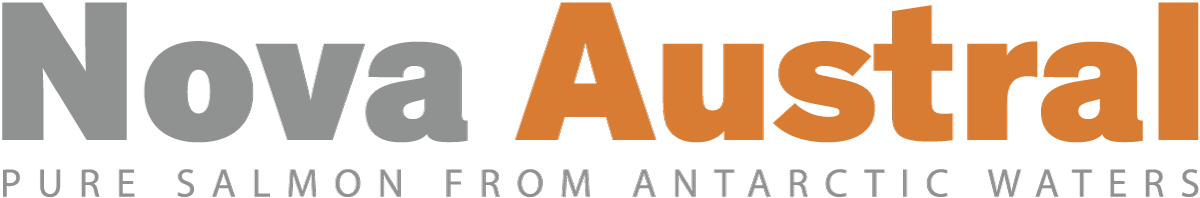 Nova Austral
PURE SALMON FROM ANTARCTIC WATERS